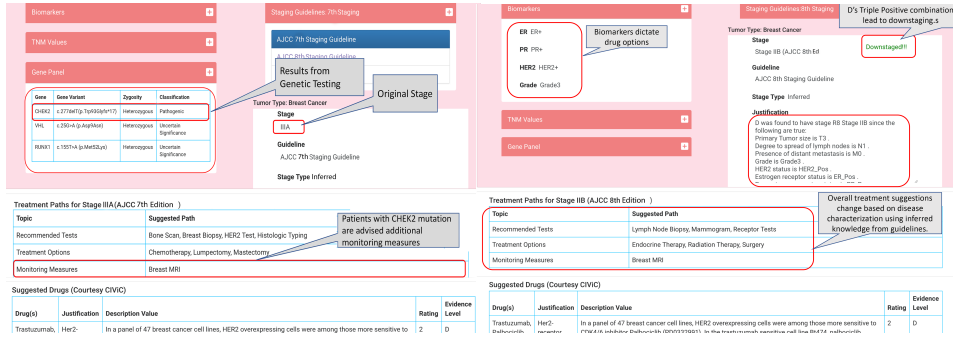 Biomarkers
TNM Values
Gene Panel
Gene Gene Variant Zygosity Classification
CHEK2 c.277delT(p.Trp93Glyfs*17) Heterozygous Pathogenic
VHL c.25G>A (p.Asp9Asn) Heterozygous Uncertain
Significance
RUNX1 c.155T>A (p.Met52Lys) Heterozygous Uncertain
Significance
Staging Guidelines 7th Staging
AJCC 7th Staging Guideline
AJCC 8th Staging Guideline
Results from
Genetic Testing
Original Stage
Tumor Type: Breast Cancer
Stage
IIIA
Guideline
AJCC 7th Staging Guideline
Stage Type Inferred
Treatment Paths for Stage IIIA(AJCC 7th Edition )
Topic Suggested Path
Recommended Tests Bone Scan, Breast Biopsy, HER2 Test, Histologic Typing
Treatment Options Chemotherapy, Lumpectomy, Mastectomy
Monitoring Measures Breast MRI
Patients with CHEK2 mutation
are advised additional
monitoring measures
Suggested Drugs (Courtesy CIViC)
Drug(s) Justification Description Value Rating Evidence
Level
Trastuzumab, Her2- In a panel of 47 breast cancer cell lines, HER2 overexpressing cells were among those more sensitive to 2 D
Biomarkers
ER ER+
PR PR+
HER2 HER2+
Grade Grade3
Biomarkers dictate
drug options
TNM Values
Gene Panel
Staging Guidelines 8th Staging
D's Triple Positive combination
lead to downstaging.s
Tumor Type: Breast Cancer
Stage
Stage IIB (AJCC 8th Ed
Downstaged!!!
Guideline
AJCC 8th Staging Guideline
Stage Type Inferred
Justification
D was found to have stage R8 Stage IIB since the
following are true:
Primary Tumor size is T3 .
Degree to spread of lymph nodes is N1 .
Presence of distant metastasis is M0 .
Grade is Grade3 .
HER2 status is HER2_Pos .
Estrogen receptor status is ER_Pos .
Treatment Paths for Stage IIB (AJCC 8th Edition )
Topic Suggested Path
Recommended Tests Lymph Node Biopsy, Mammogram, Receptor Tests
Treatment Options Endocrine Therapy, Radiation Therapy, Surgery
Monitoring Measures Breast MRI
Overall treatment suggestions
change based on disease
characterization using inferred
knowledge from guidelines.
Suggested Drugs (Courtesy CIViC)
Drug(s) Justification Description Value Rating Evidence
Level
Trastuzumab, Her2- In a panel of 47 breast cancer cell lines, HER2 overexpressing cells were among those more sensitive to 2 D
Palbociclib receptor CDK4/6 inhibitor Palbociclib (PD0332991). In the trastuzumab sensitive cell line Bt474, palbociclib